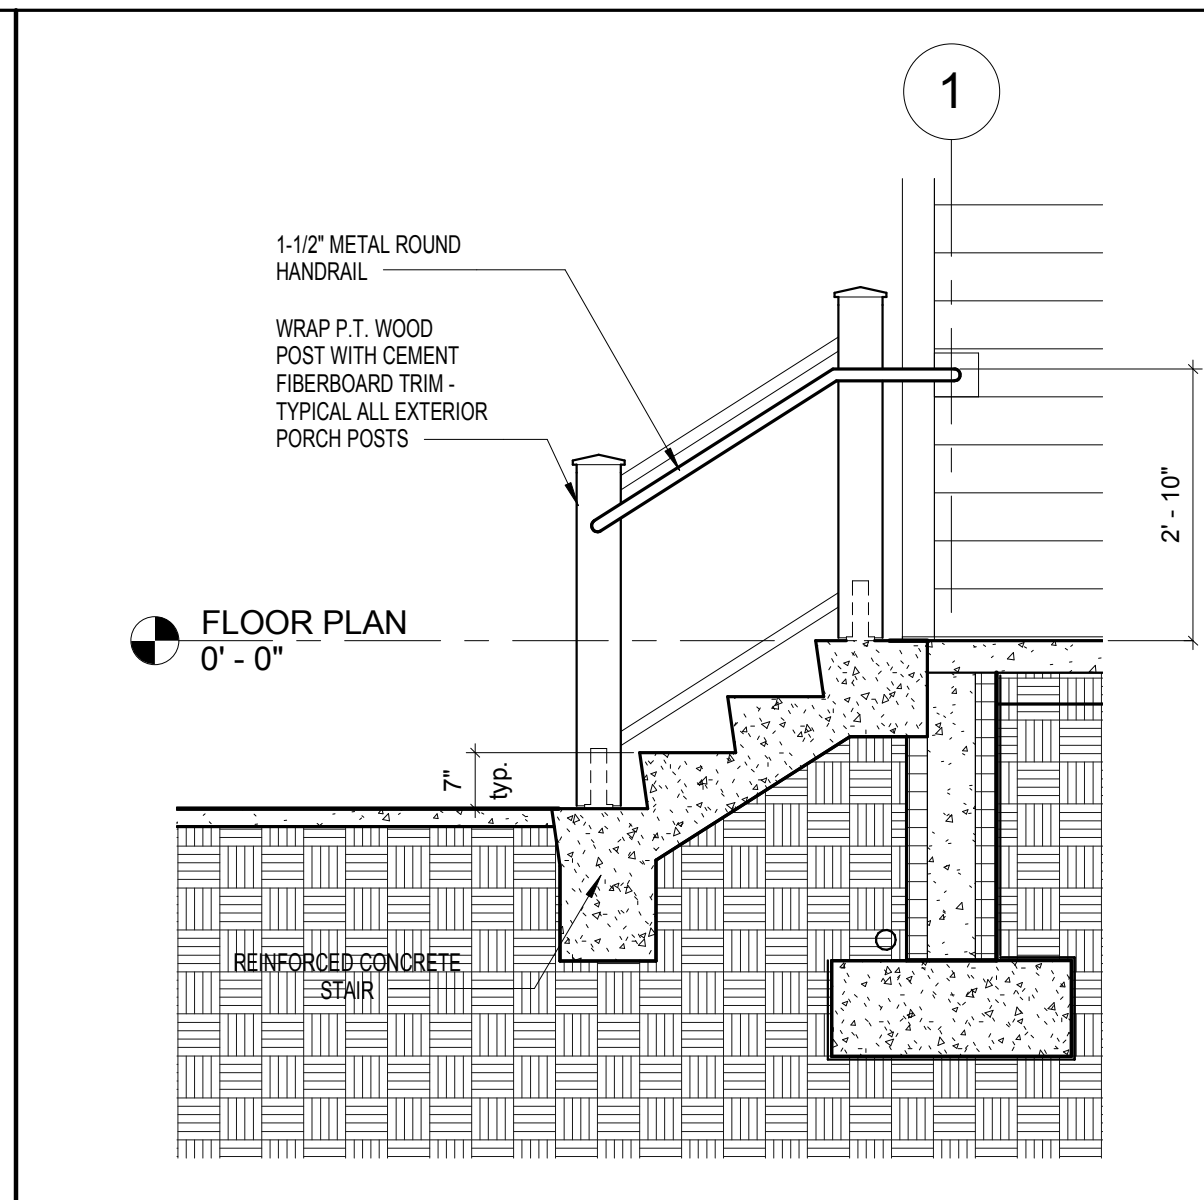 1
1-1/2" METAL ROUND
HANDRAIL
WRAP P.T. WOOD
POST WITH CEMENT
FIBERBOARD TRIM -
TYPICAL ALL EXTERIOR
PORCH POSTS
2' - 10"
FLOOR PLAN
0' - 0"
7"
typ.
REINFORCED CONCRETE
STAIR